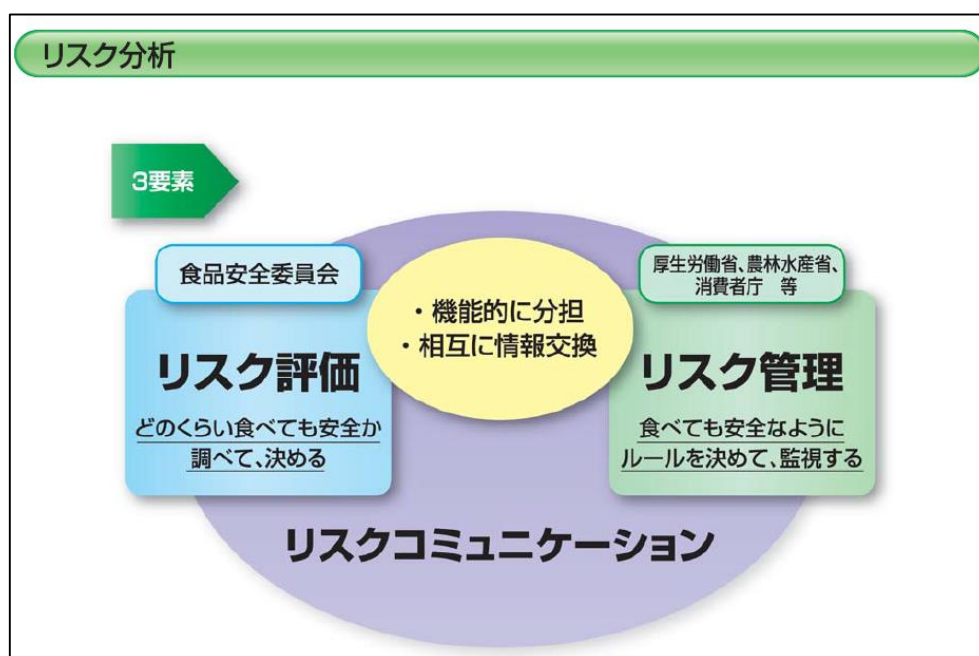 リスク分析
3要素
食品安全委員会
リスク評価
どのくらい食べても安全か
調べて、決める
・機能的に分担
・相互に情報交換
厚生労働省、農林水産省、
消費者庁　等
リスク管理
食べても安全なように
ルールを決めて、監視する
リスクコミュニケーション